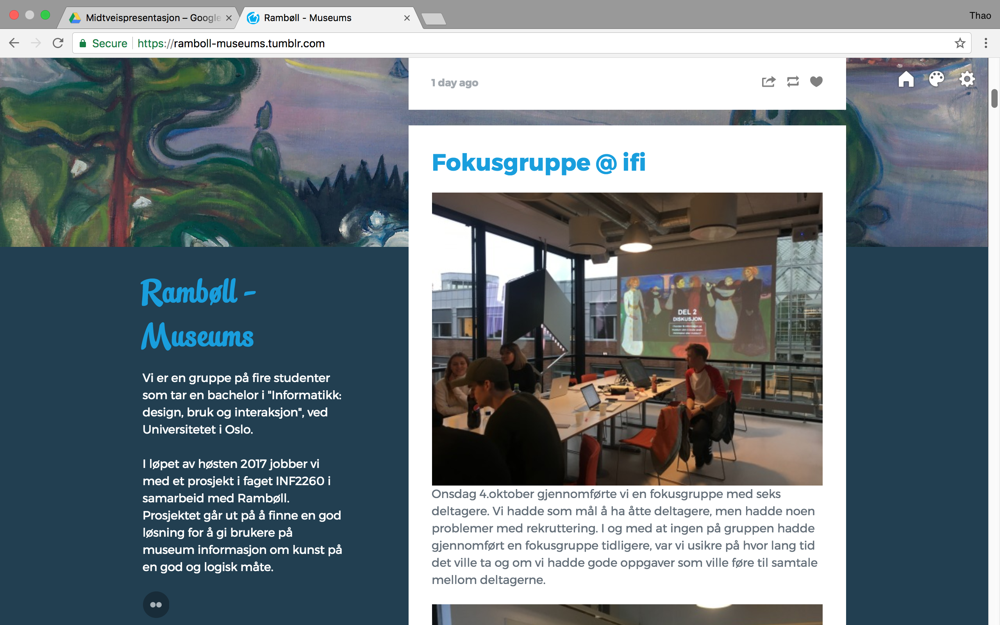 Midtveispresentasjon – Google
Rambøll - Museums
Thao
Secure
https://ramboll-museums.tumblr.com
1 day ago
Fokusgruppe @ ifi
DEL 2
DISKUSJON
Rambøll -
Museums
Vi er en gruppe på fire studenter
som tar en bachelor i "Informatikk:
design, bruk og interaksjon", ved
Universitetet i Oslo.
I løpet av høsten 2017 jobber vi
med et prosjekt i faget INF2260 i
samarbeid med Rambøll.
Prosjektet går ut på å finne en god
løsning for å gi brukere på
museum informasjon om kunst på
en god og logisk måte.
Onsdag 4.oktober gjennomførte vi en fokusgruppe med seks
deltagere. Vi hadde som mål å ha åtte deltagere, men hadde noen
problemer med rekruttering. I og med at ingen på gruppen hadde
gjennomført en fokusgruppe tidligere, var vi usikre på hvor lang tid
det ville ta og om vi hadde gode oppgaver som ville føre til samtale
mellom deltagerne.